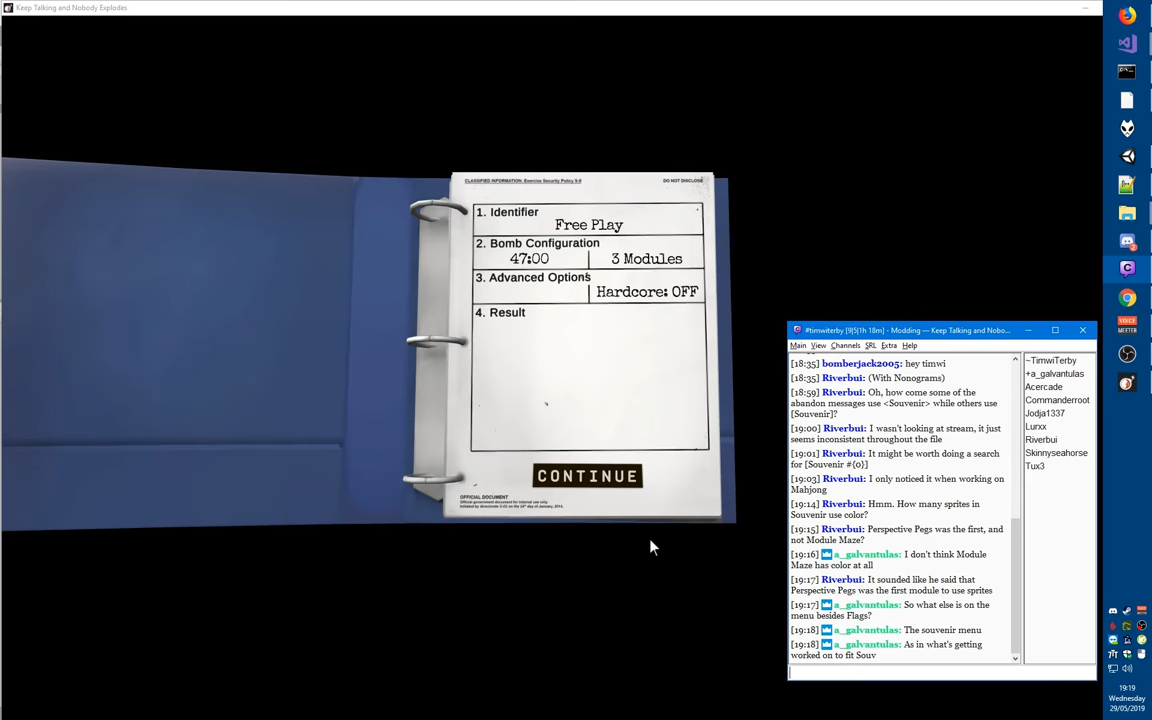 Keep Talking and Nobody Explodes
CLASSIFIED INFORMATION: Exercise Security Policy 5-8
DO NOT DISCLOSE
1. Identifier
Free Play
2. Bomb Configuration
47:00
3 Modules
3. Advanced Options
Hardcore: OFF
4. Result
CONTINUE
OFFICIAL DOCUMENT
#timwiterby [9|5|1h 18m] - Modding — Keep Talking and Nobo...
Main View Channels SRL Extra Help
[18:35] bomberjack2005: hey timwi
[18:35] Riverbui: (With Nonograms)
[18:59] Riverbui: Oh, how come some of the
abandon messages use <Souvenir> while others use
[Souvenir]?
[19:00] Riverbui: I wasn't looking at stream, it just
seems inconsistent throughout the file
[19:01] Riverbui: It might be worth doing a search
for [Souvenir #{0}]
[19:03] Riverbui: I only noticed it when working on
Mahjong
[19:14] Riverbui: Hmm. How many sprites in
Souvenir use color?
[19:15] Riverbui: Perspective Pegs was the first, and
not Module Maze?
[19:16] a_galvantulas: I don't think Module
Maze has color at all
[19:17] Riverbui: It sounded like he said that
Perspective Pegs was the first module to use sprites
[19:17] a_galvantulas: So what else is on the
menu besides Flags?
[19:18] a_galvantulas: The souvenir menu
[19:18] a_galvantulas: As in what's getting
worked on to fit Souv
~TimwiTerby
+a_galvantulas
Acercade
Commanderroot
Jodja1337
Lurxx
Riverbui
Skinnyseahorse
Tux3
VOICE
MEETER
19:19
Wednesday
29/05/2019